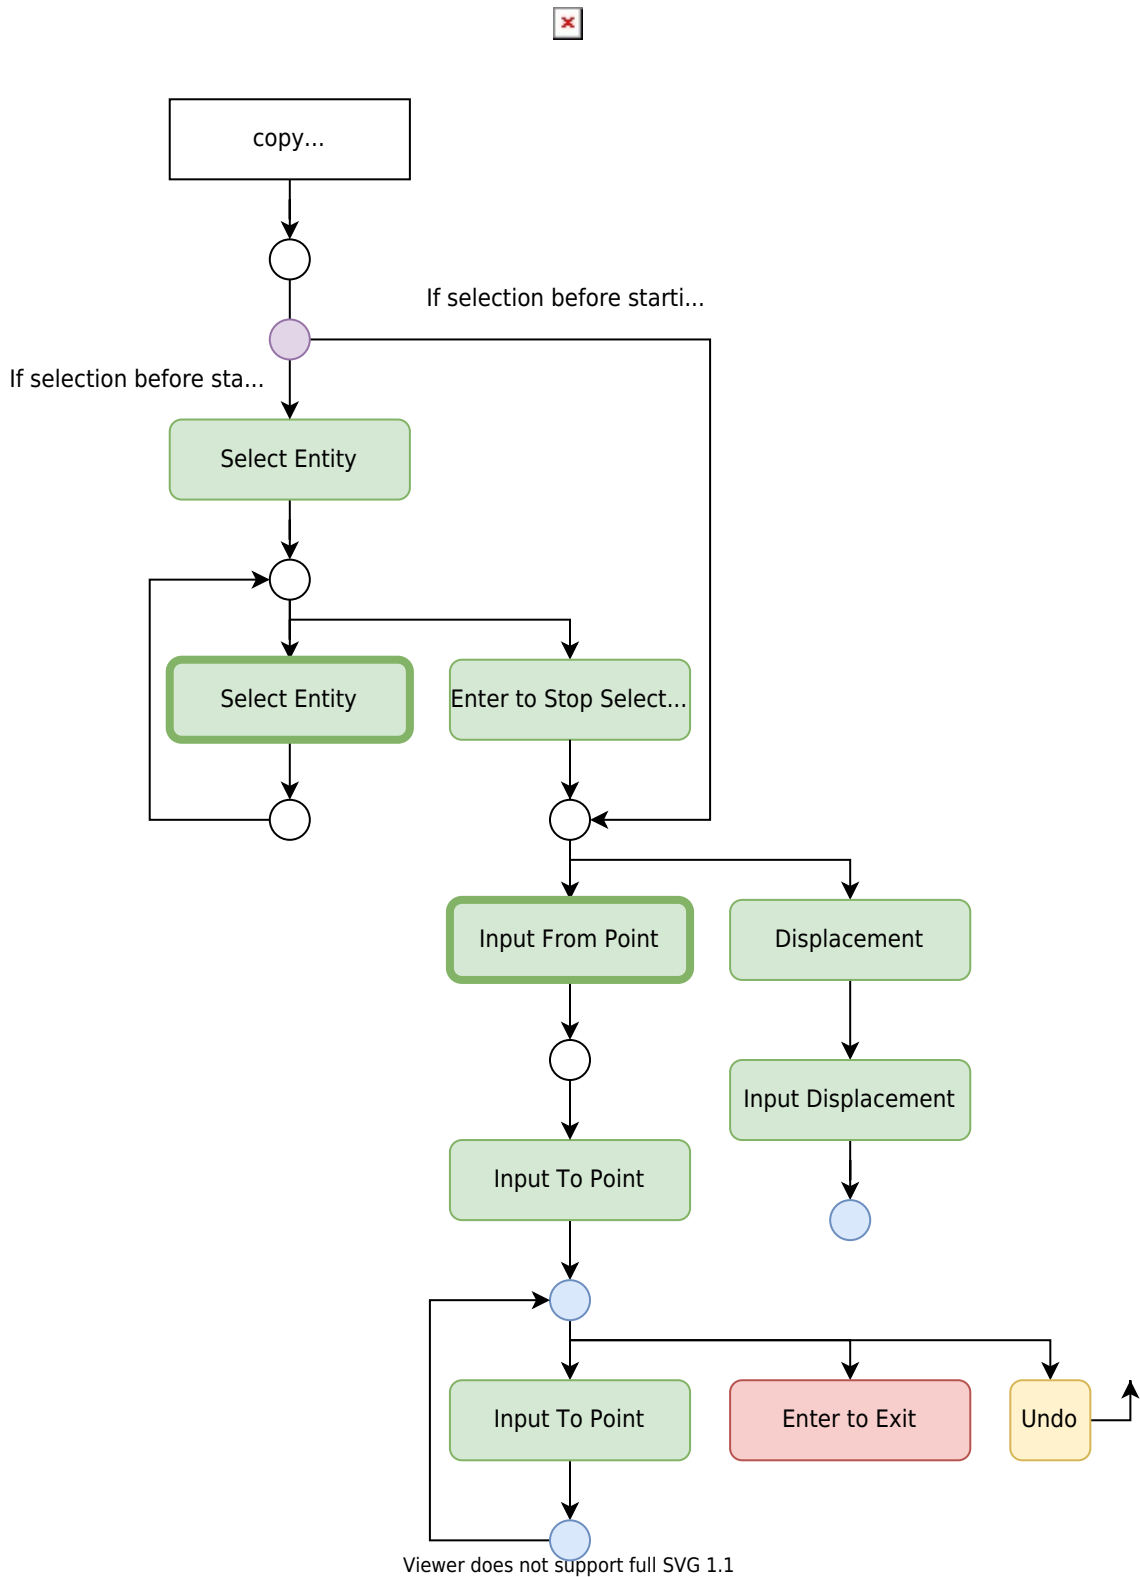 copy...
If selection before starti...
If selection before sta...
Select Entity
Select Entity
Enter to Stop Select...
Input From Point
Displacement
Input Displacement
Input To Point
Input To Point
Enter to Exit
Undo
Viewer does not support full SVG 1.1